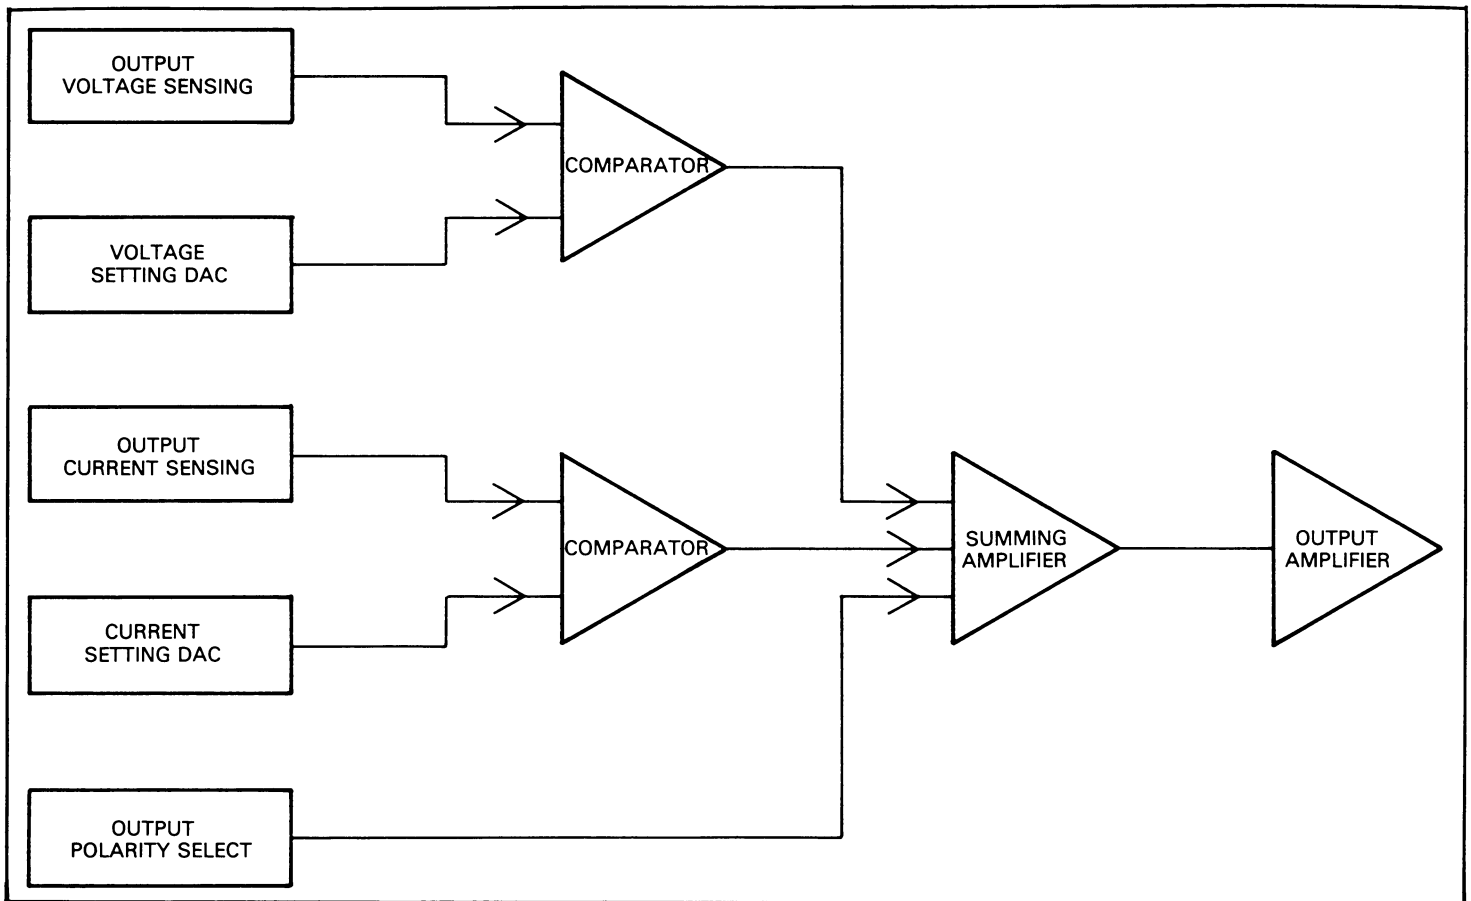 OUTPUT
VOLTAGE SENSING
COMPARATOR
VOLTAGE
SETTING DAC
OUTPUT
CURRENT SENSING
COMPARATOR
SUMMING
AMPLIFIER
OUTPUT
AMPLIFIER
CURRENT
SETTING DAC
OUTPUT
POLARITY SELECT